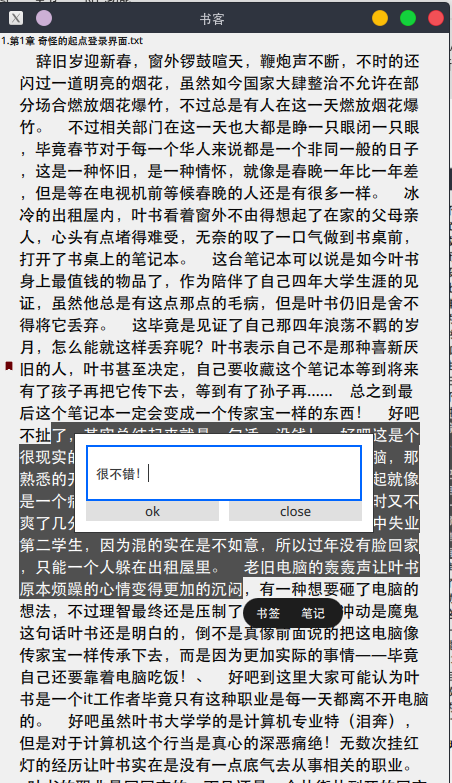 书客
1.第1章 奇怪的起点登录界面.txt
辞旧岁迎新春，窗外锣鼓喧天，鞭炮声不断，不时的还
闪过一道明亮的烟花，虽然如今国家大肆整治不允许在部
分场合燃放烟花爆竹，不过总是有人在这一天燃放烟花爆
竹。 不过相关部门在这一天也大都是睁一只眼闭一只眼
，毕竟春节对于每一个华人来说都是一个非同一般的日子
，这是一种怀旧，是一种情怀，就像是春晚一年比一年差
，但是等在电视机前等候春晚的人还是有很多一样。 冰
冷的出租屋内，叶书看着窗外不由得想起了在家的父母亲
人，心头有点堵得难受，无奈的叹了一口气做到书桌前，
打开了书桌上的笔记本。 这台笔记本可以说是如今叶书
身上最值钱的物品了，作为陪伴了自己四年大学生涯的见
证，虽然他总是有这点那点的毛病，但是叶书仍旧是舍不
得将它丢弃。 这毕竟是见证了自己那四年浪荡不羁的岁
月，怎么能就这样丢弃呢？叶书表示自己不是那种喜新厌
旧的人，叶书甚至决定，自己要收藏这个笔记本等到将来
有了孩子再把它传下去，等到有了孙子再...... 总之到最
后这个笔记本一定会变成一个传家宝一样的东西！ 好吧
不扯了，
这是个
很现实的
脑，那
熟悉的开
起就像
是一个
时又不
爽了几分
中失业
很不错！
ok
close
第二学生，因为混的实在是不如意，所以过年没有脸回家
，只能一个人躲在出租屋里。 老旧电脑的轰轰声让叶书
原本烦躁的心情变得更加的沉闷，有一种想要砸了电脑的
想法，不过理智最终还是压制了
冲动是魔鬼
书签 笔记
这句话叶书还是明白的，倒不是真像前面说的把这电脑像
传家宝一样传承下去，而是因为更加实际的事情——毕竟
自己还要靠着电脑吃饭！、 好吧到这里大家可能认为叶
书是一个it工作者毕竟只有这种职业是每一天都离不开电脑
的。 好吧虽然叶书大学学的是计算机专业特（泪奔），
但是对于计算机这个行当是真心的深恶痛绝！无数次挂红
灯的经历让叶书实在是没有一点底气去从事相关的职业。